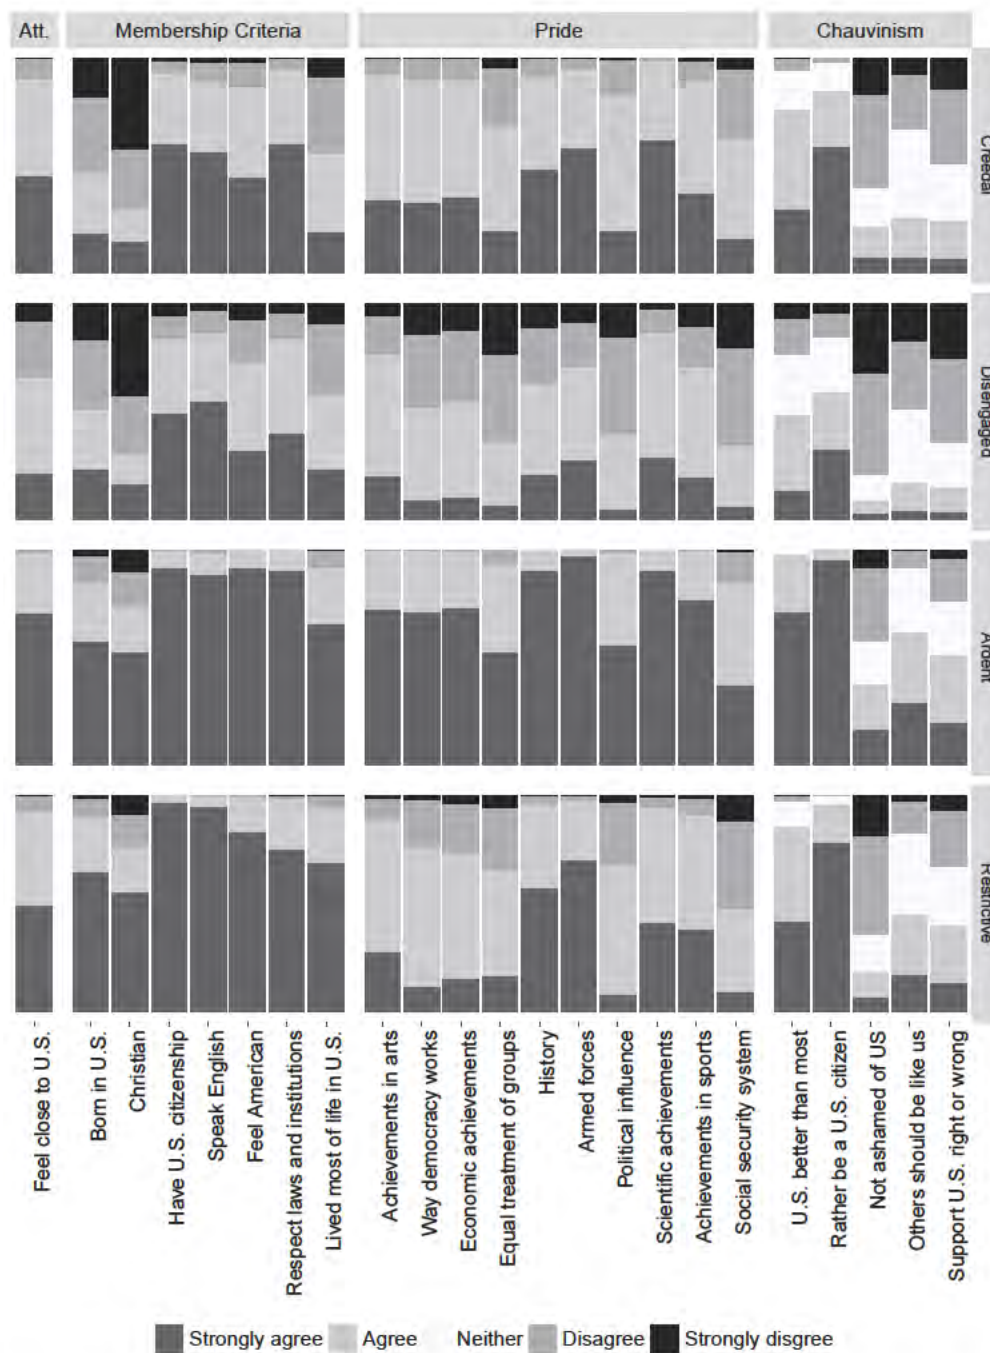 Att. Membership Criteria Pride Chauvinism
Creedal
Disengaged
Ardent
Restrictive
Feel close to U.S.
Born in U.S.
Christian
Have U.S. citizenship
Speak English
Feel American
Respect laws and institutions
Lived most of life in U.S.
Achievements in arts
Way democracy works
Economic achievements
Equal treatment of groups
History
Armed forces
Political influence
Scientific achievements
Achievements in sports
Social security system
U.S. better than most
Rather be a U.S. citizen
Not ashamed of US
Others should be like us
Support U.S. right or wrong
Strongly agree Agree Neither Disagree Strongly disgree